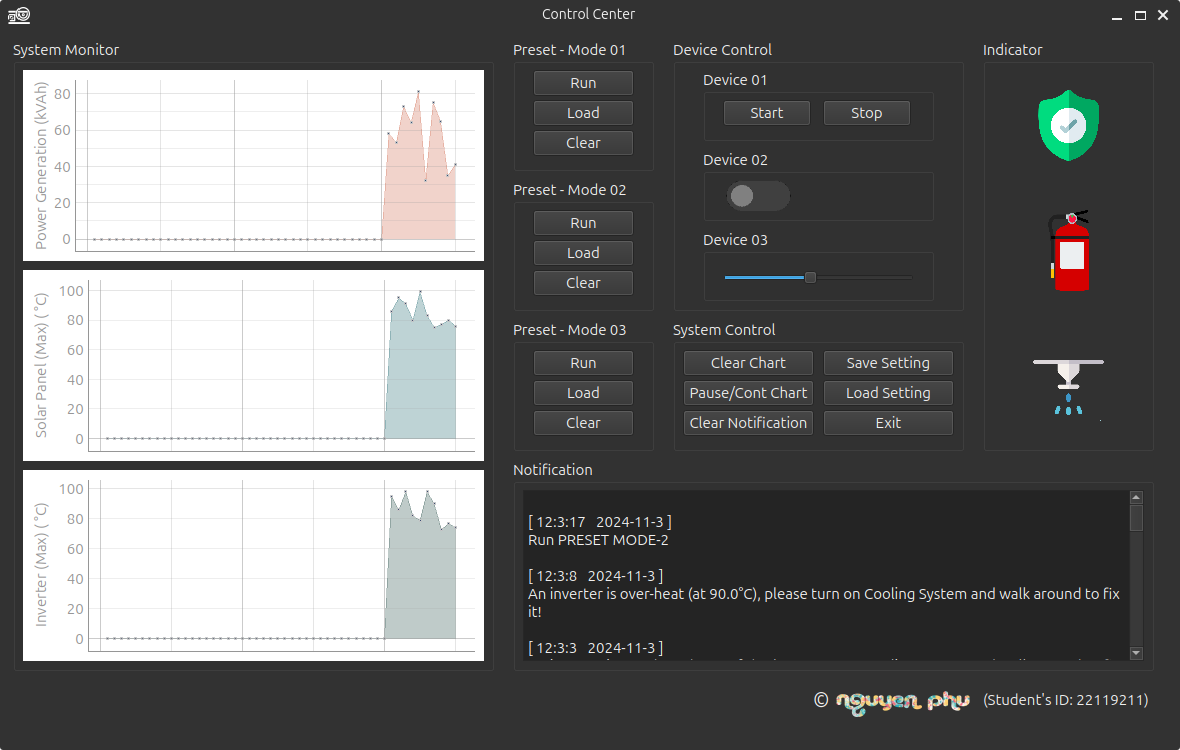 Control Center
System Monitor
Power Generation (kVAh)
80
60
40
20
0
Solar Panel (Max) (°C)
100
80
60
40
20
0
Inverter (Max) (°C)
100
80
60
40
20
0
Preset - Mode 01
Run
Load
Clear
Preset - Mode 02
Run
Load
Clear
Preset - Mode 03
Run
Load
Clear
Device Control
Device 01
Start Stop
Device 02
Device 03
System Control
Clear Chart Save Setting
Pause/Cont Chart Load Setting
Clear Notification Exit
Indicator
Notification
[ 12:3:17 2024-11-3 ]
Run PRESET MODE-2
[ 12:3:8 2024-11-3 ]
An inverter is over-heat (at 90.0°C), please turn on Cooling System and walk around to fix
it!
[ 12:3:3 2024-11-3 ]
© nguyen phu (Student's ID: 22119211)